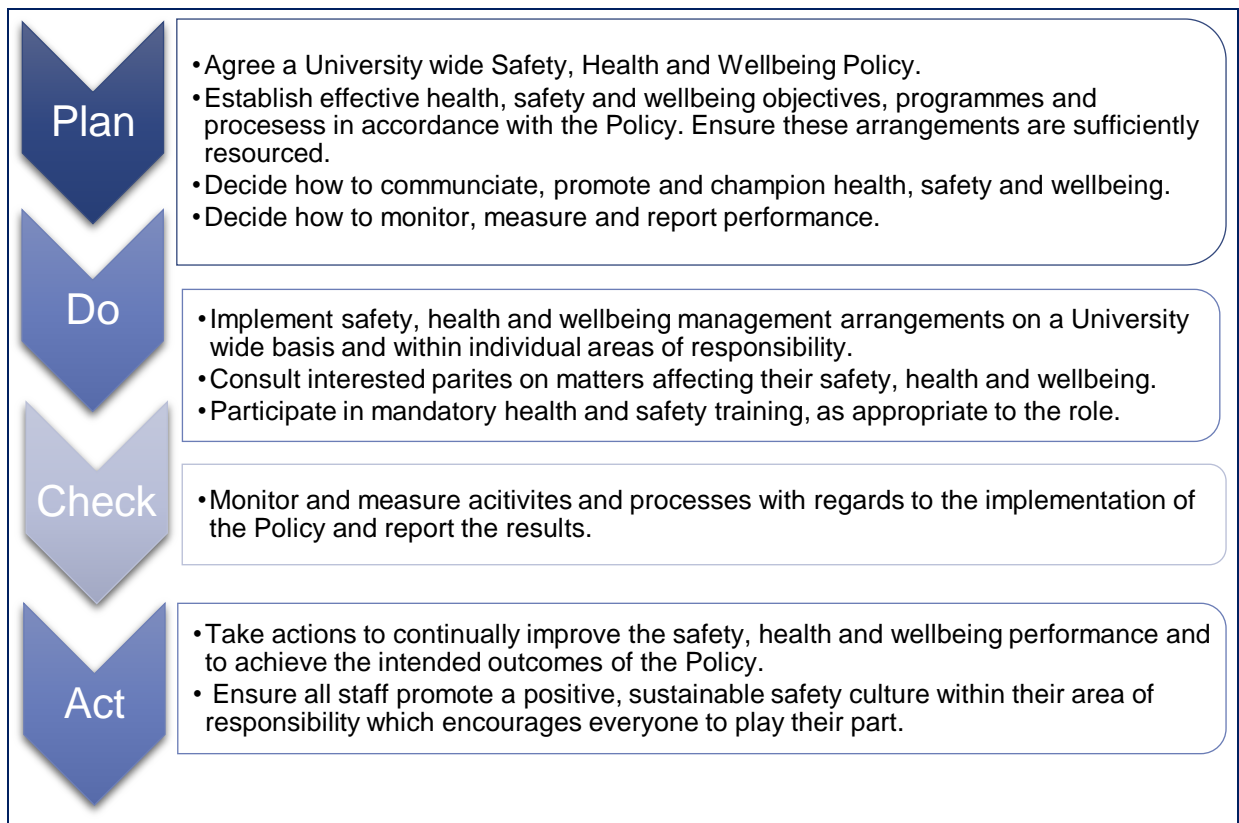 Plan
•Agree a University wide Safety, Health and Wellbeing Policy.
•Establish effective health, safety and wellbeing objectives, programmes and
procesess in accordance with the Policy. Ensure these arrangements are sufficiently
resourced.
•Decide how to communciate, promote and champion health, safety and wellbeing.
•Decide how to monitor, measure and report performance.
Do
•Implement safety, health and wellbeing management arrangements on a University
wide basis and within individual areas of responsibility.
•Consult interested parites on matters affecting their safety, health and wellbeing.
•Participate in mandatory health and safety training, as appropriate to the role.
Check
•Monitor and measure acitivites and processes with regards to the implementation of
the Policy and report the results.
Act
•Take actions to continually improve the safety, health and wellbeing performance and
to achieve the intended outcomes of the Policy.
• Ensure all staff promote a positive, sustainable safety culture within their area of
responsibility which encourages everyone to play their part.